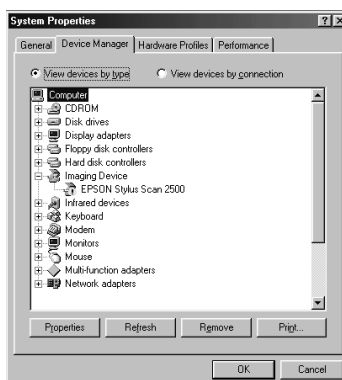 System Properties
General Device Manager Hardware Profiles Performance
View devices by type View devices by connection
Computer
CDROM
Disk drives
Display adapters
Floppy disk controllers
Hard disk controllers
Imaging Device
EPSON Stylus Scan 2500
Infrared devices
Keyboard
Modem
Monitors
Mouse
Multi-function adapters
Network adapters
Properties Refresh Remove Print...
OK Cancel